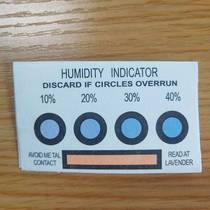 HUMIDITY INDICATOR
DISCARD IF CIRCLES OVERRUN
10% 20% 30% 40%
AVOID METAL CONTACT
READ AT LAVENDER